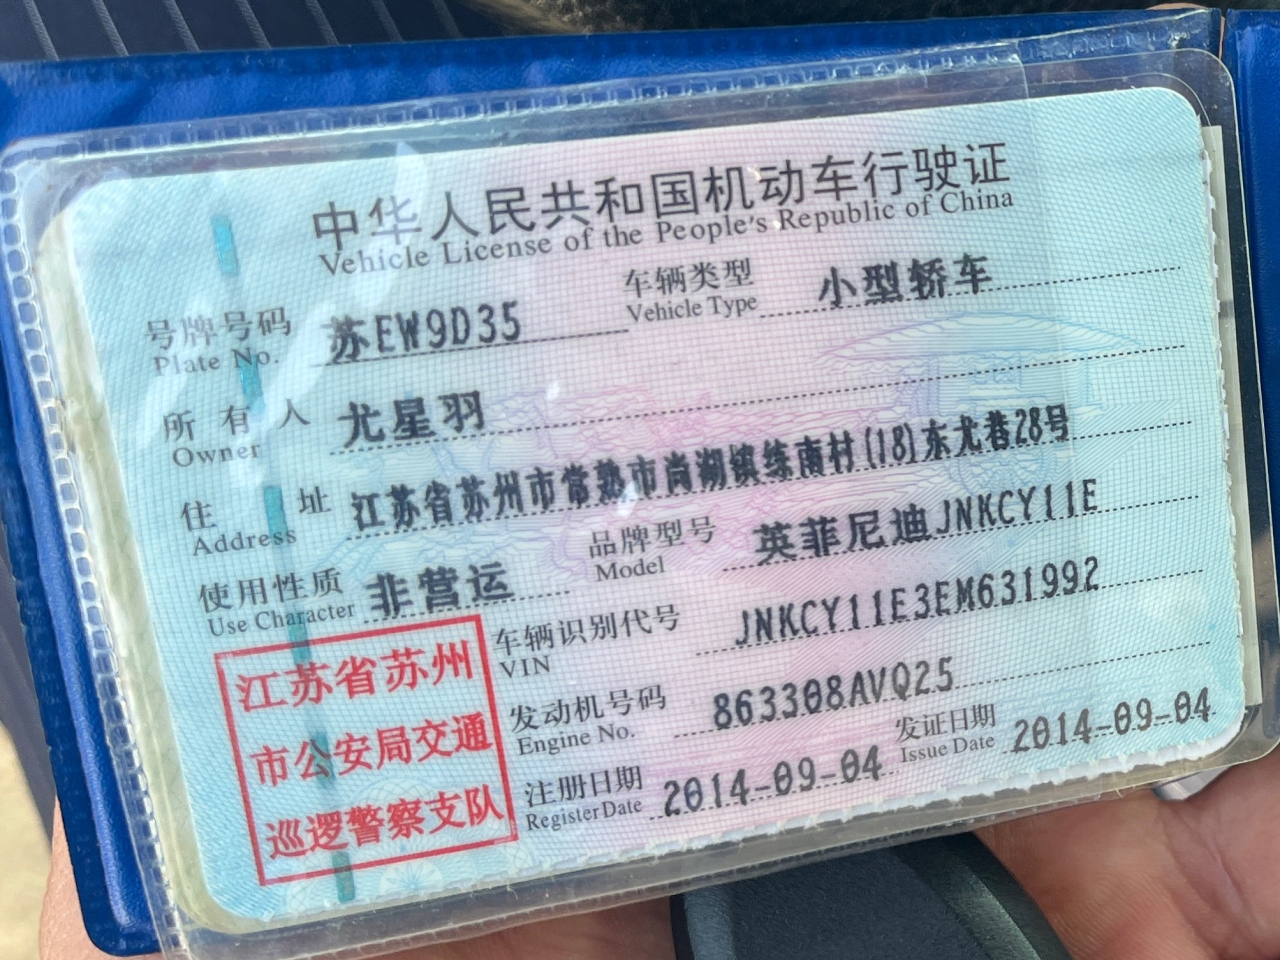 中华人民共和国机动车行驶证
Vehicle License of the People's Republic of China
号牌号码 苏EW9D35 车辆类型 小型轿车
Plate No. Vehicle Type
所有人 尤星羽
Owner
住址 江苏省苏州市常熟市尚湖镇练南村(18)东尤巷28号
Address
使用性质 非营运 品牌型号 英菲尼迪JNKCY11E
Use Character Model
车辆识别代号 JNKCY11E3EM631992
VIN
发动机号码 863308AVQ25
Engine No.
注册日期 2014-09-04 发证日期 2014-09-04
Register Date Issue Date
江苏省苏州
市公安局交通
巡逻警察支队